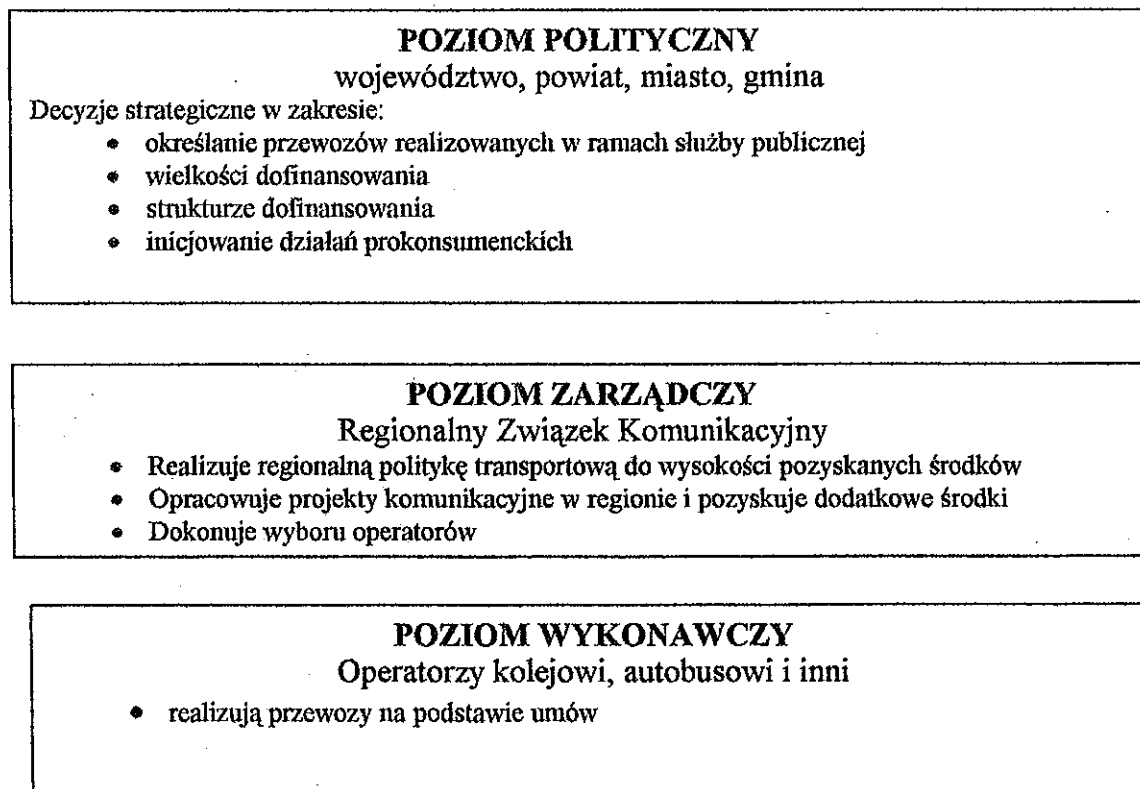 POZIOM POLITYCZNY
województwo, powiat, miasto, gmina
Decyzje strategiczne w zakresie:
• określanie przewozów realizowanych w ramach służby publicznej
• wielkości dofinansowania
• strukturze dofinansowania
• inicjowanie działań prokonsumenckich
POZIOM ZARZĄDCZY
Regionalny Związek Komunikacyjny
• Realizuje regionalną politykę transportową do wysokości pozyskanych środków
• Opracowuje projekty komunikacyjne w regionie i pozyskuje dodatkowe środki
• Dokonuje wyboru operatorów
POZIOM WYKONAWCZY
Operatorzy kolejowi, autobusowi i inni
• realizują przewozy na podstawie umów